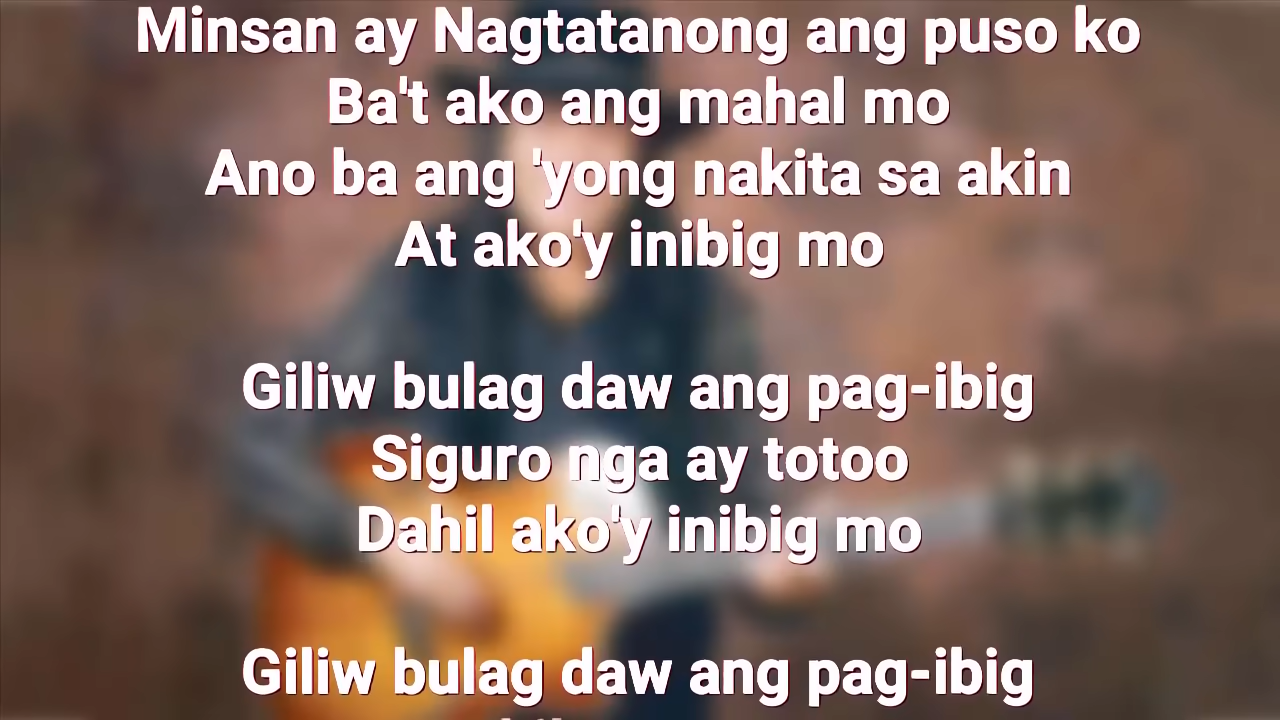 Minsan ay Nagtatanong ang puso ko
Ba't ako ang mahal mo
Ano ba ang 'yong nakita sa akin
At ako'y inibig mo
Giliw bulag daw ang pag-ibig
Siguro nga ay totoo
Dahil ako'y inibig mo
Giliw bulag daw ang pag-ibig